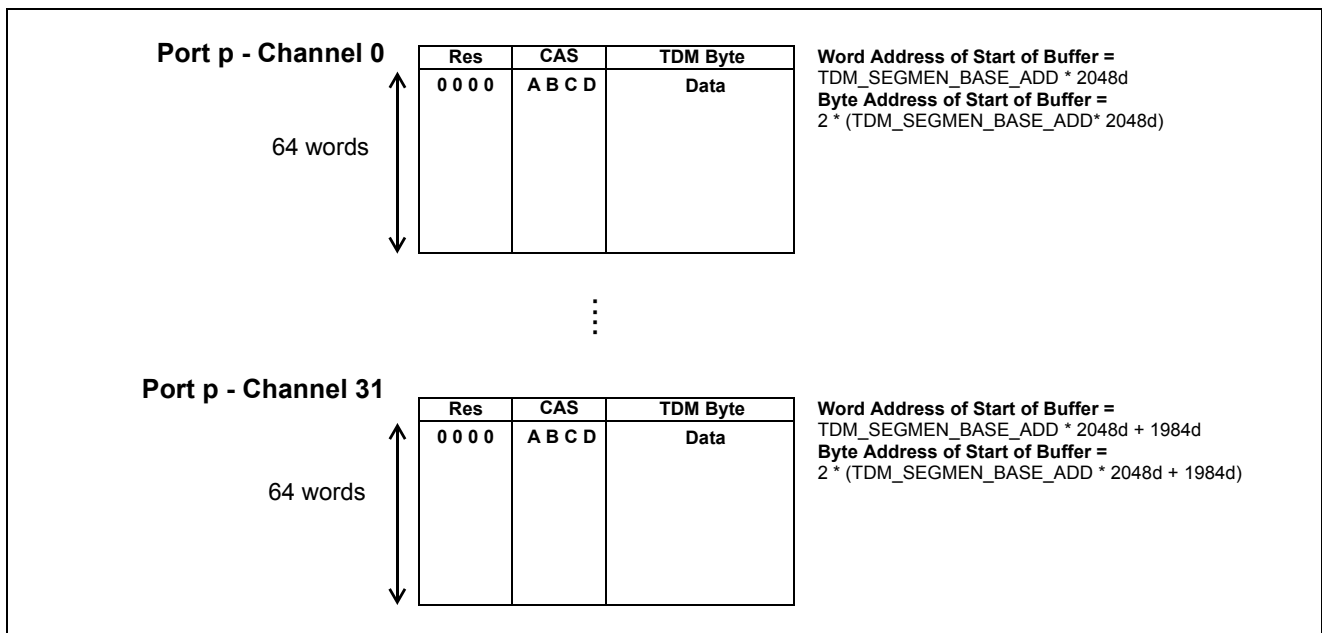 Port p - Channel 0
Res CAS TDM Byte
0 0 0 0 A B C D Data
64 words
Word Address of Start of Buffer =
TDM_SEGMEN_BASE_ADD * 2048d
Byte Address of Start of Buffer =
2 * (TDM_SEGMEN_BASE_ADD* 2048d)
Port p - Channel 31
Res CAS TDM Byte
0 0 0 0 A B C D Data
64 words
Word Address of Start of Buffer =
TDM_SEGMEN_BASE_ADD * 2048d + 1984d
Byte Address of Start of Buffer =
2 * (TDM_SEGMEN_BASE_ADD * 2048d + 1984d)